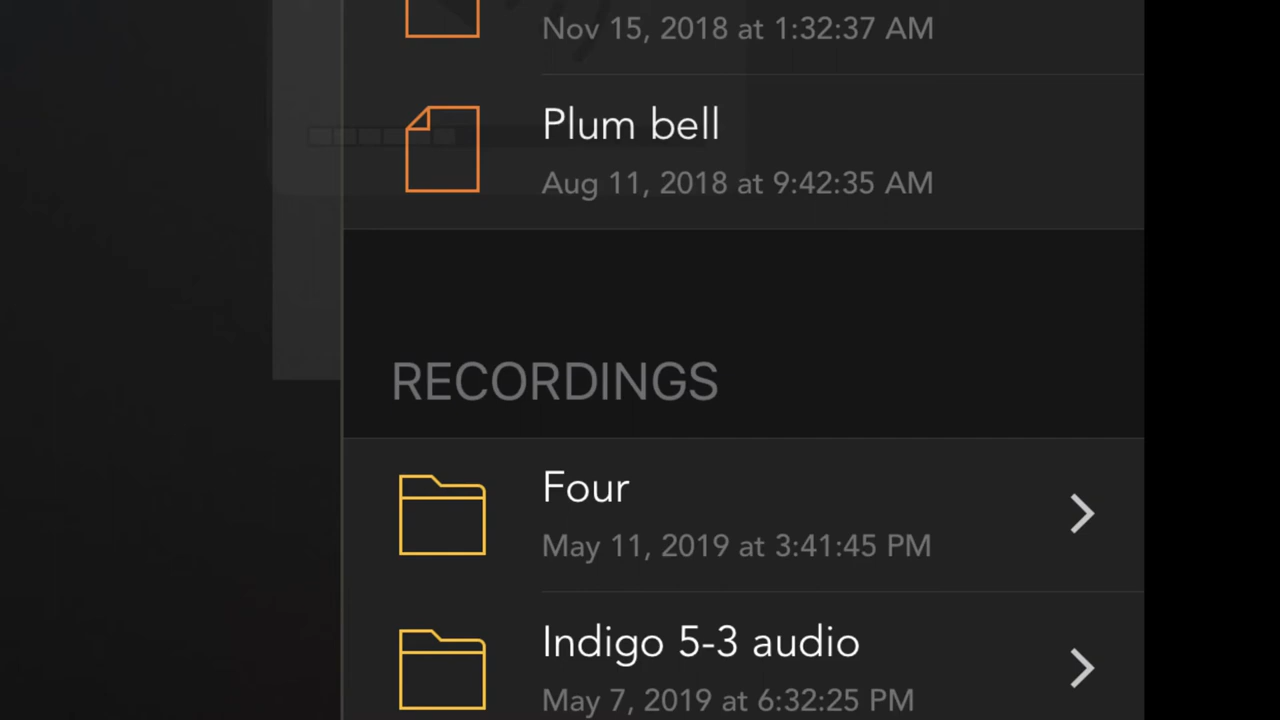 Nov 15, 2018 at 1:32:37 AM
Plum bell
Aug 11, 2018 at 9:42:35 AM
RECORDINGS
Four
May 11, 2019 at 3:41:45 PM
Indigo 5-3 audio
May 7, 2019 at 6:32:25 PM